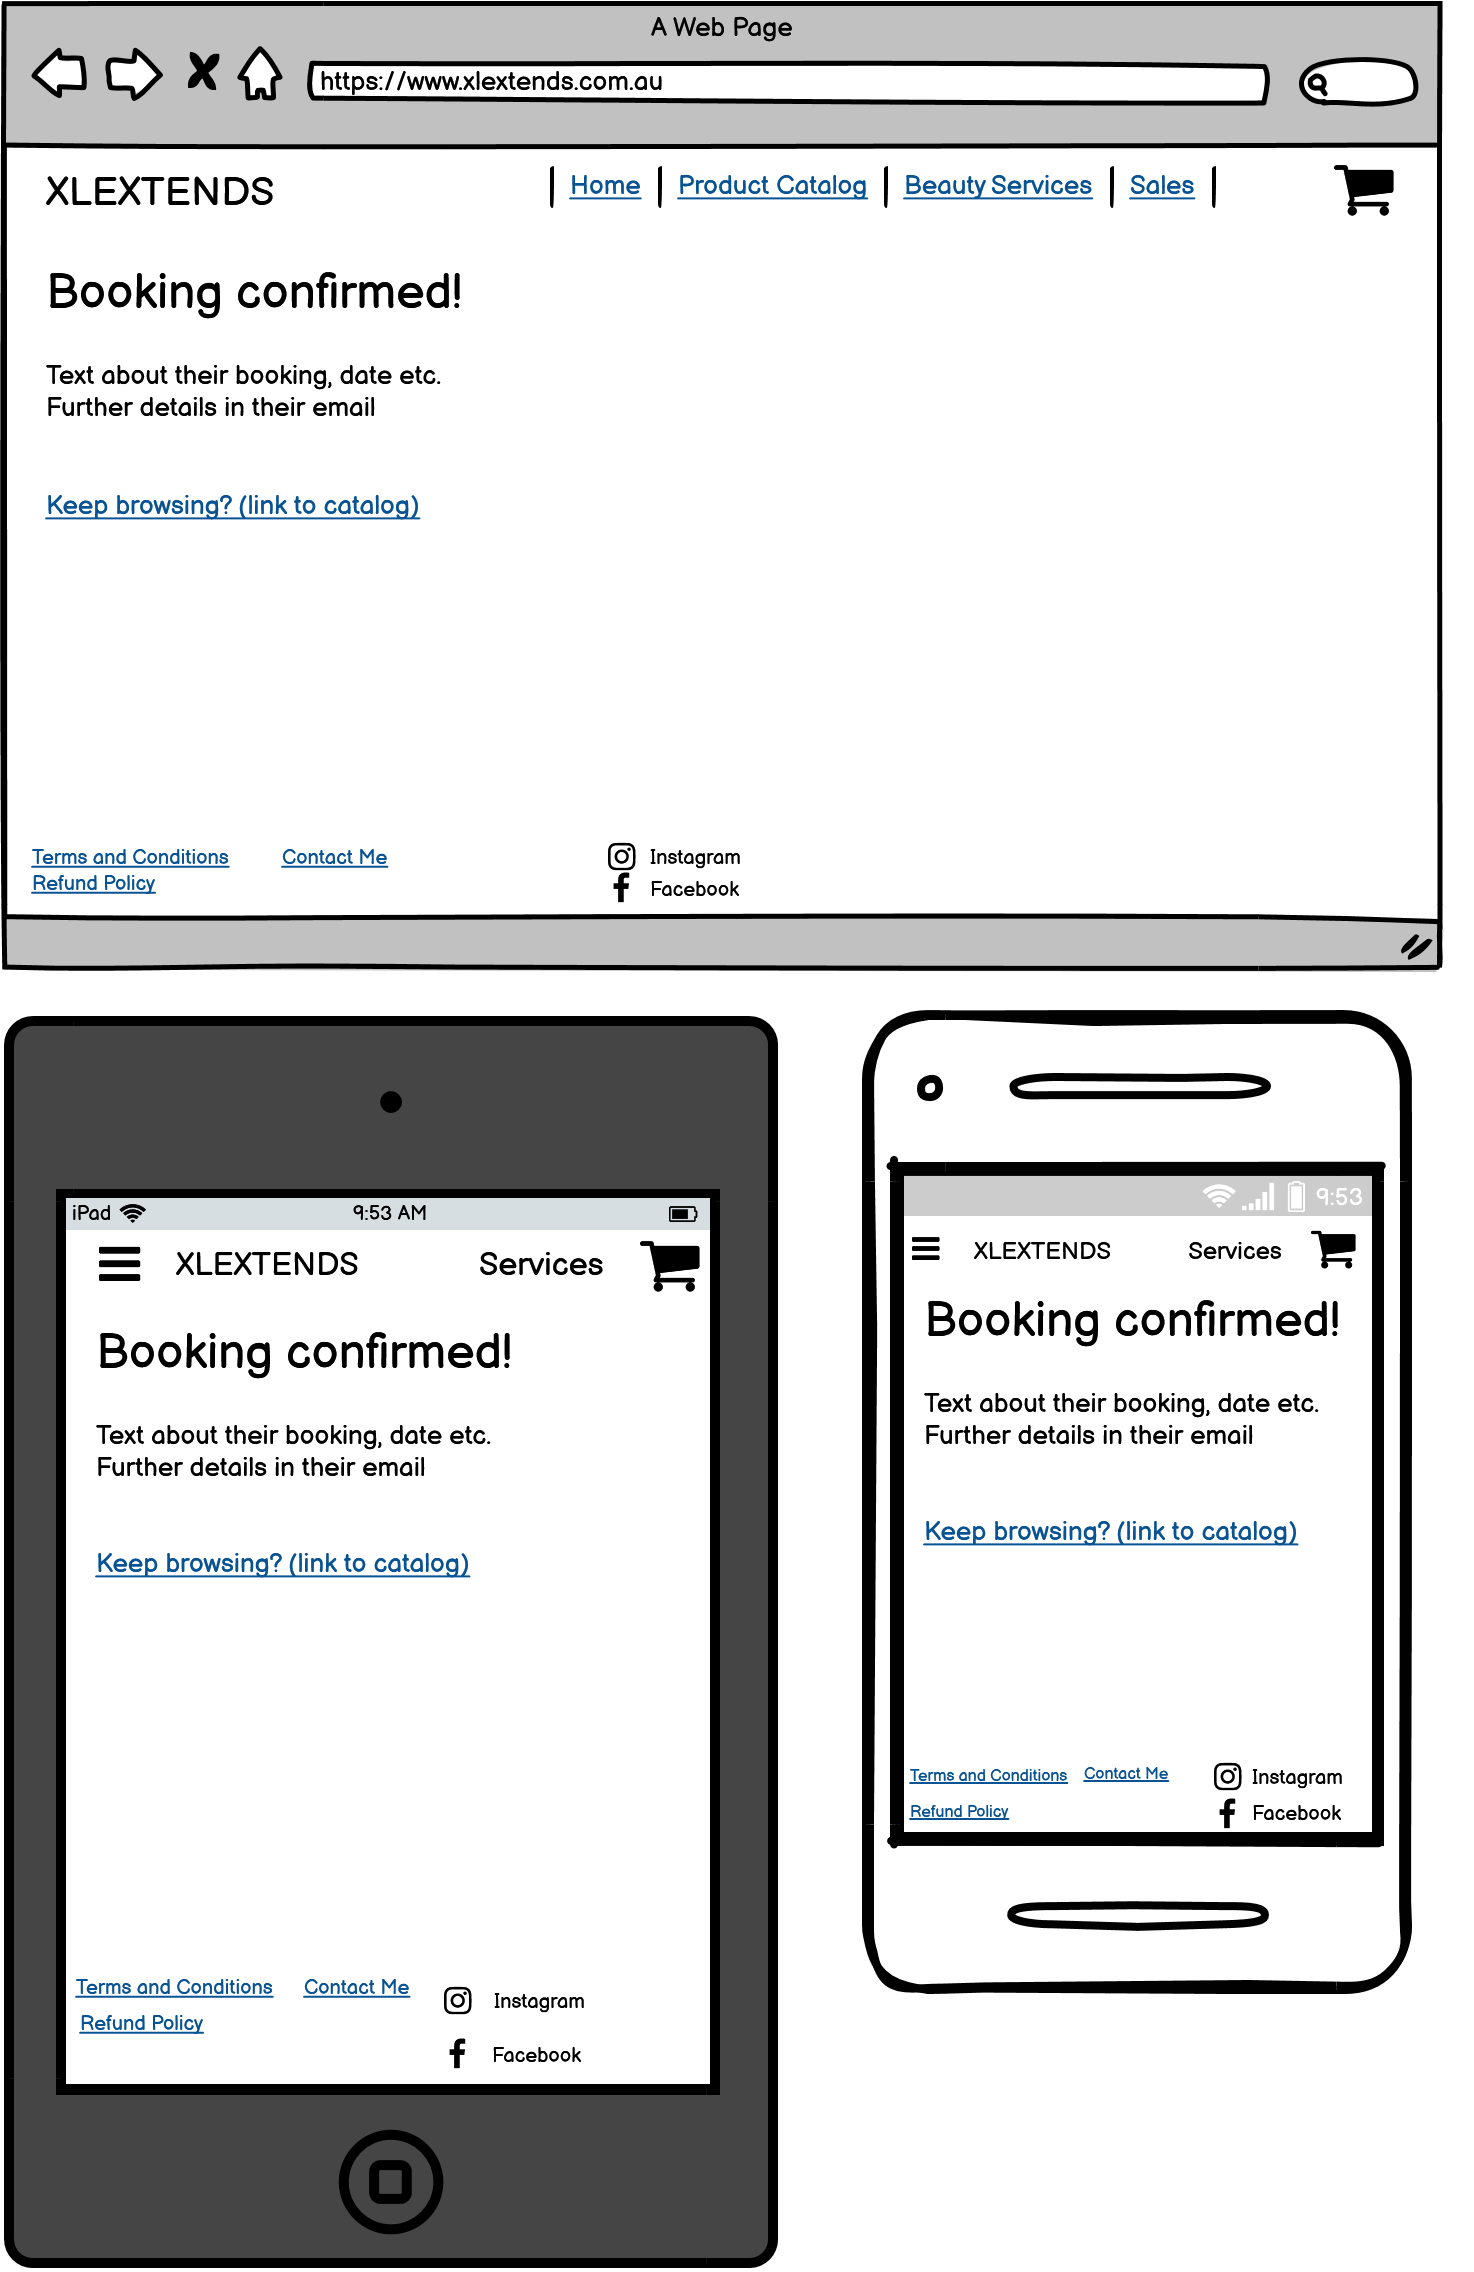 A Web Page
https://www.xlextends.com.au
XLEXTENDS
Home
Product Catalog
Beauty Services
Sales
Booking confirmed!
Text about their booking, date etc.
Further details in their email
Keep browsing? (link to catalog)
Terms and Conditions
Contact Me
Refund Policy
Instagram
Facebook
iPad
9:53 AM
XLEXTENDS
Services
Booking confirmed!
Text about their booking, date etc.
Further details in their email
Keep browsing? (link to catalog)
Terms and Conditions
Contact Me
Refund Policy
Instagram
Facebook
9:53
XLEXTENDS
Services
Booking confirmed!
Text about their booking, date etc.
Further details in their email
Keep browsing? (link to catalog)
Terms and Conditions
Contact Me
Refund Policy
Instagram
Facebook